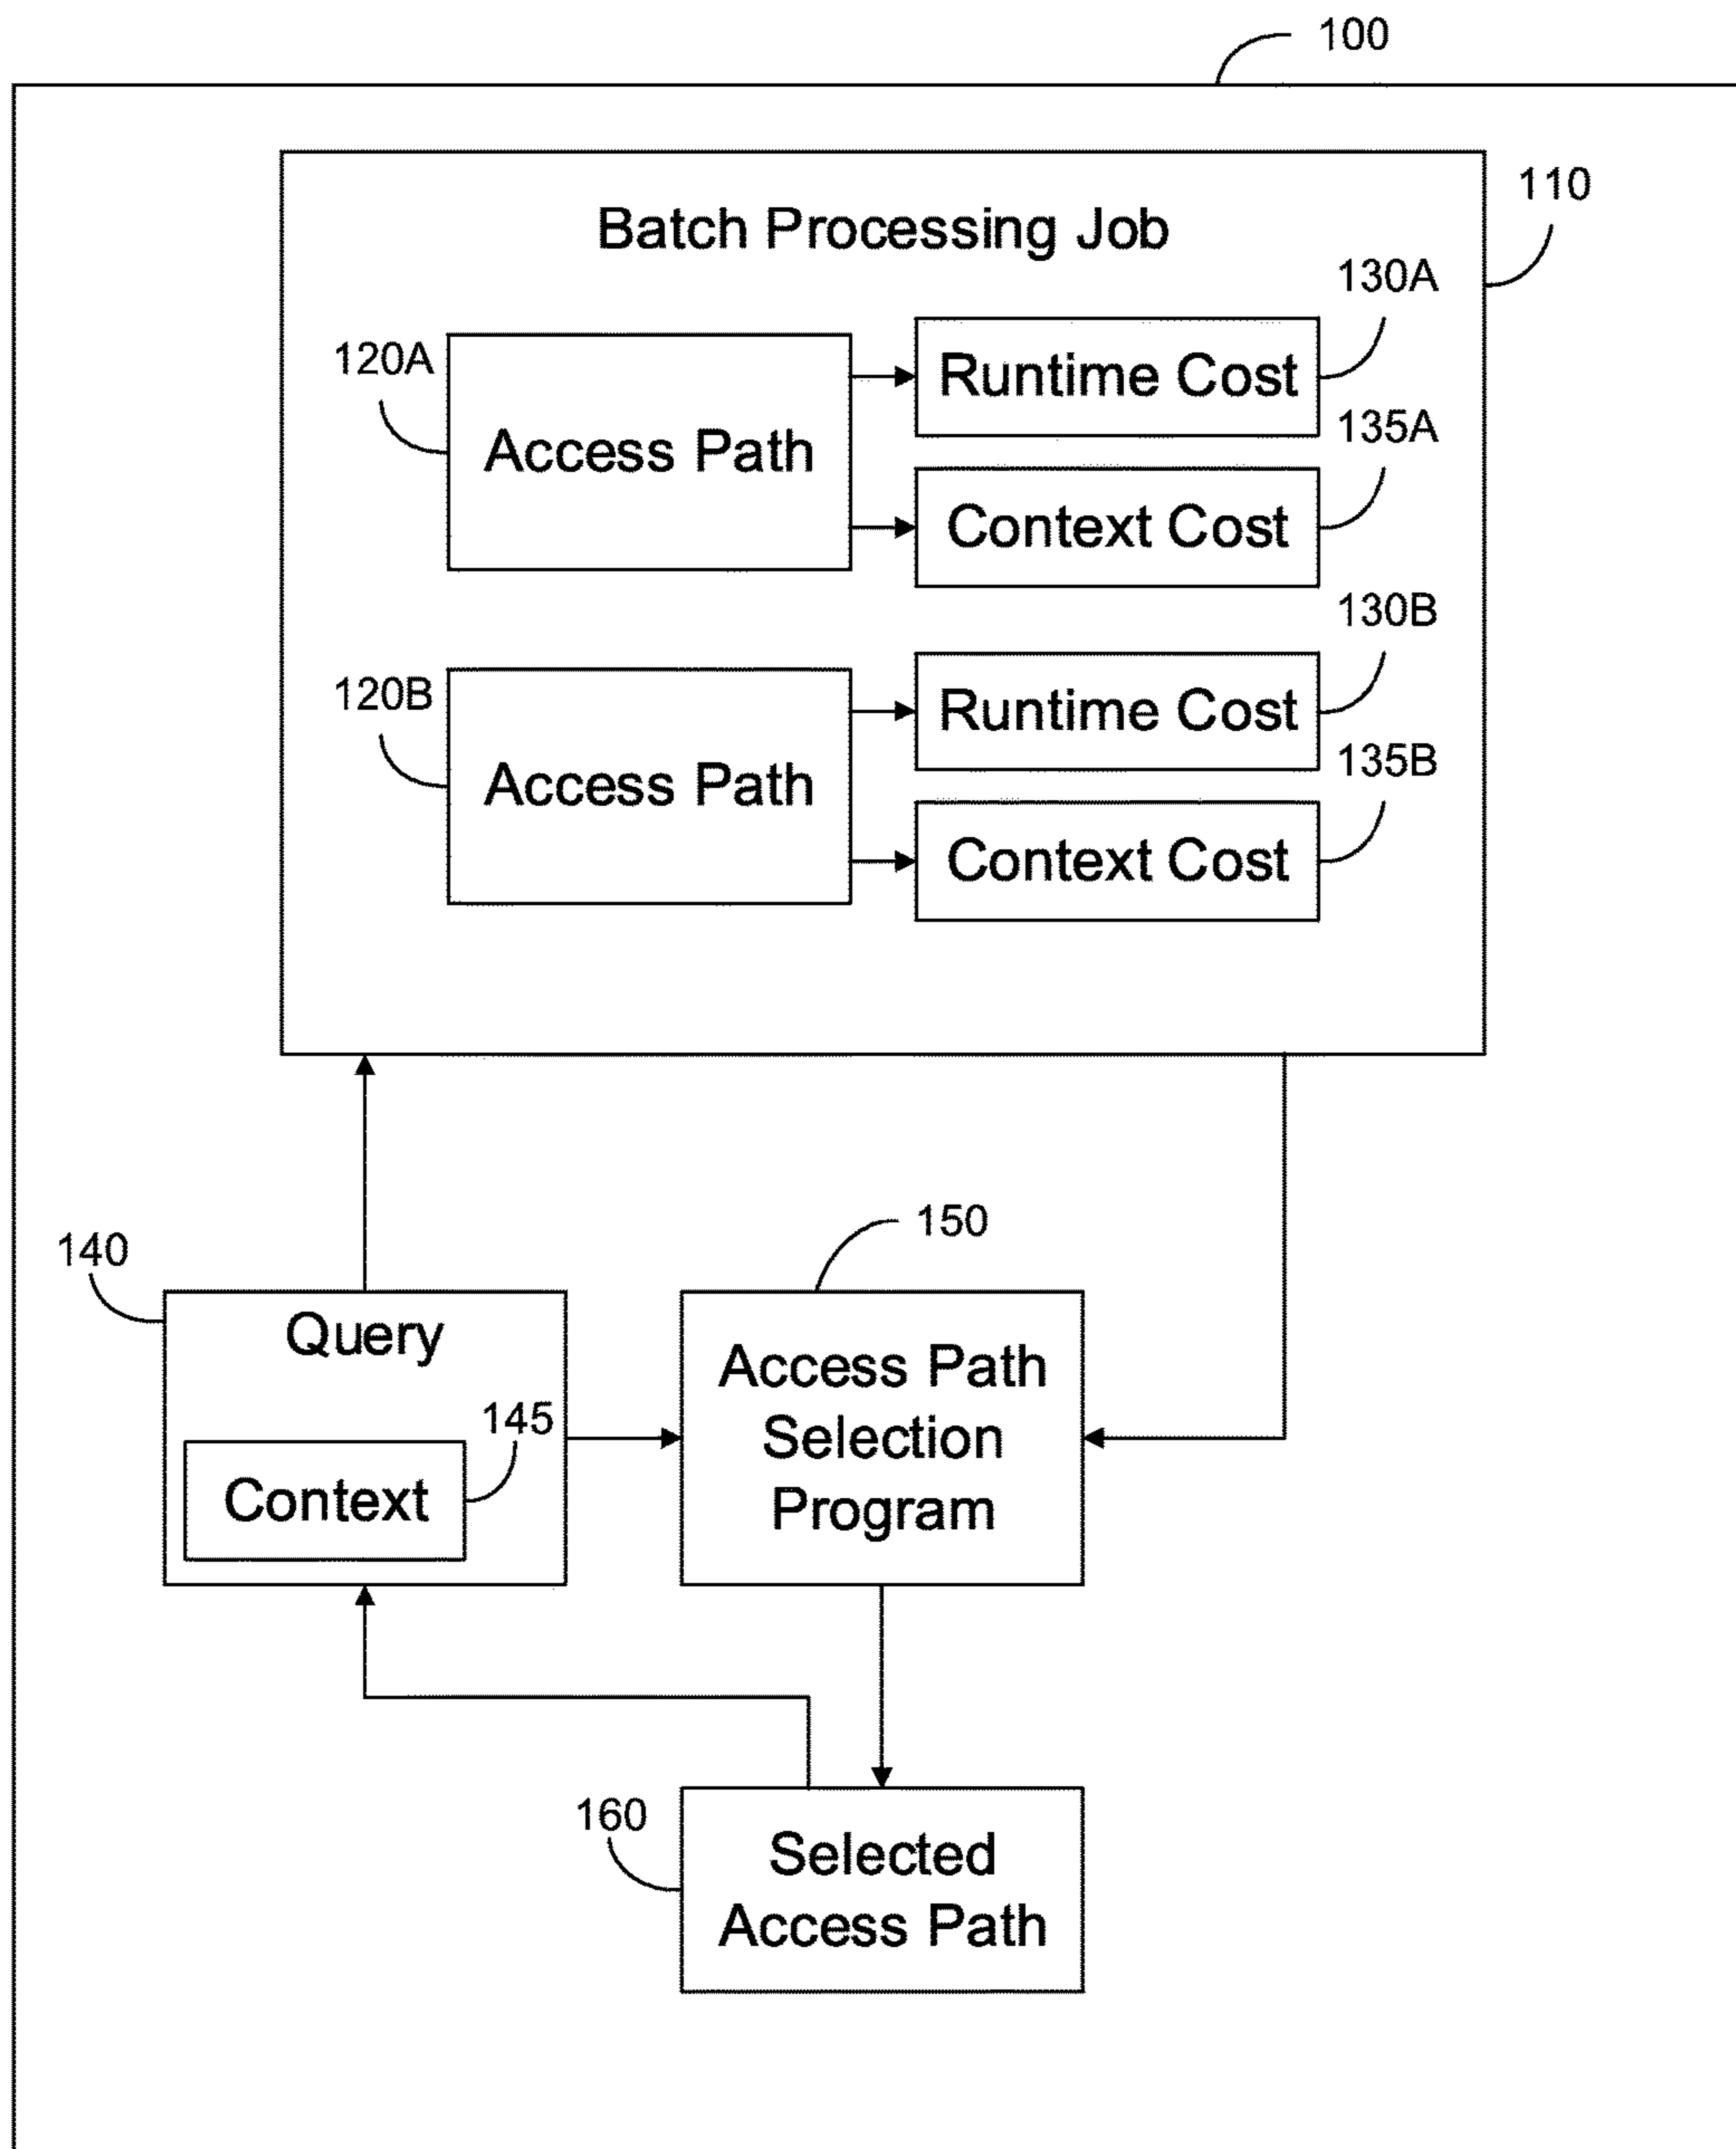 100
110
Batch Processing Job
130A
120A
Runtime Cost
Access Path
135A
Context Cost
130B
120B
Runtime Cost
Access Path
135B
Context Cost
140
150
Query
Access Path
Selection
Program
145
Context
160
Selected
Access Path